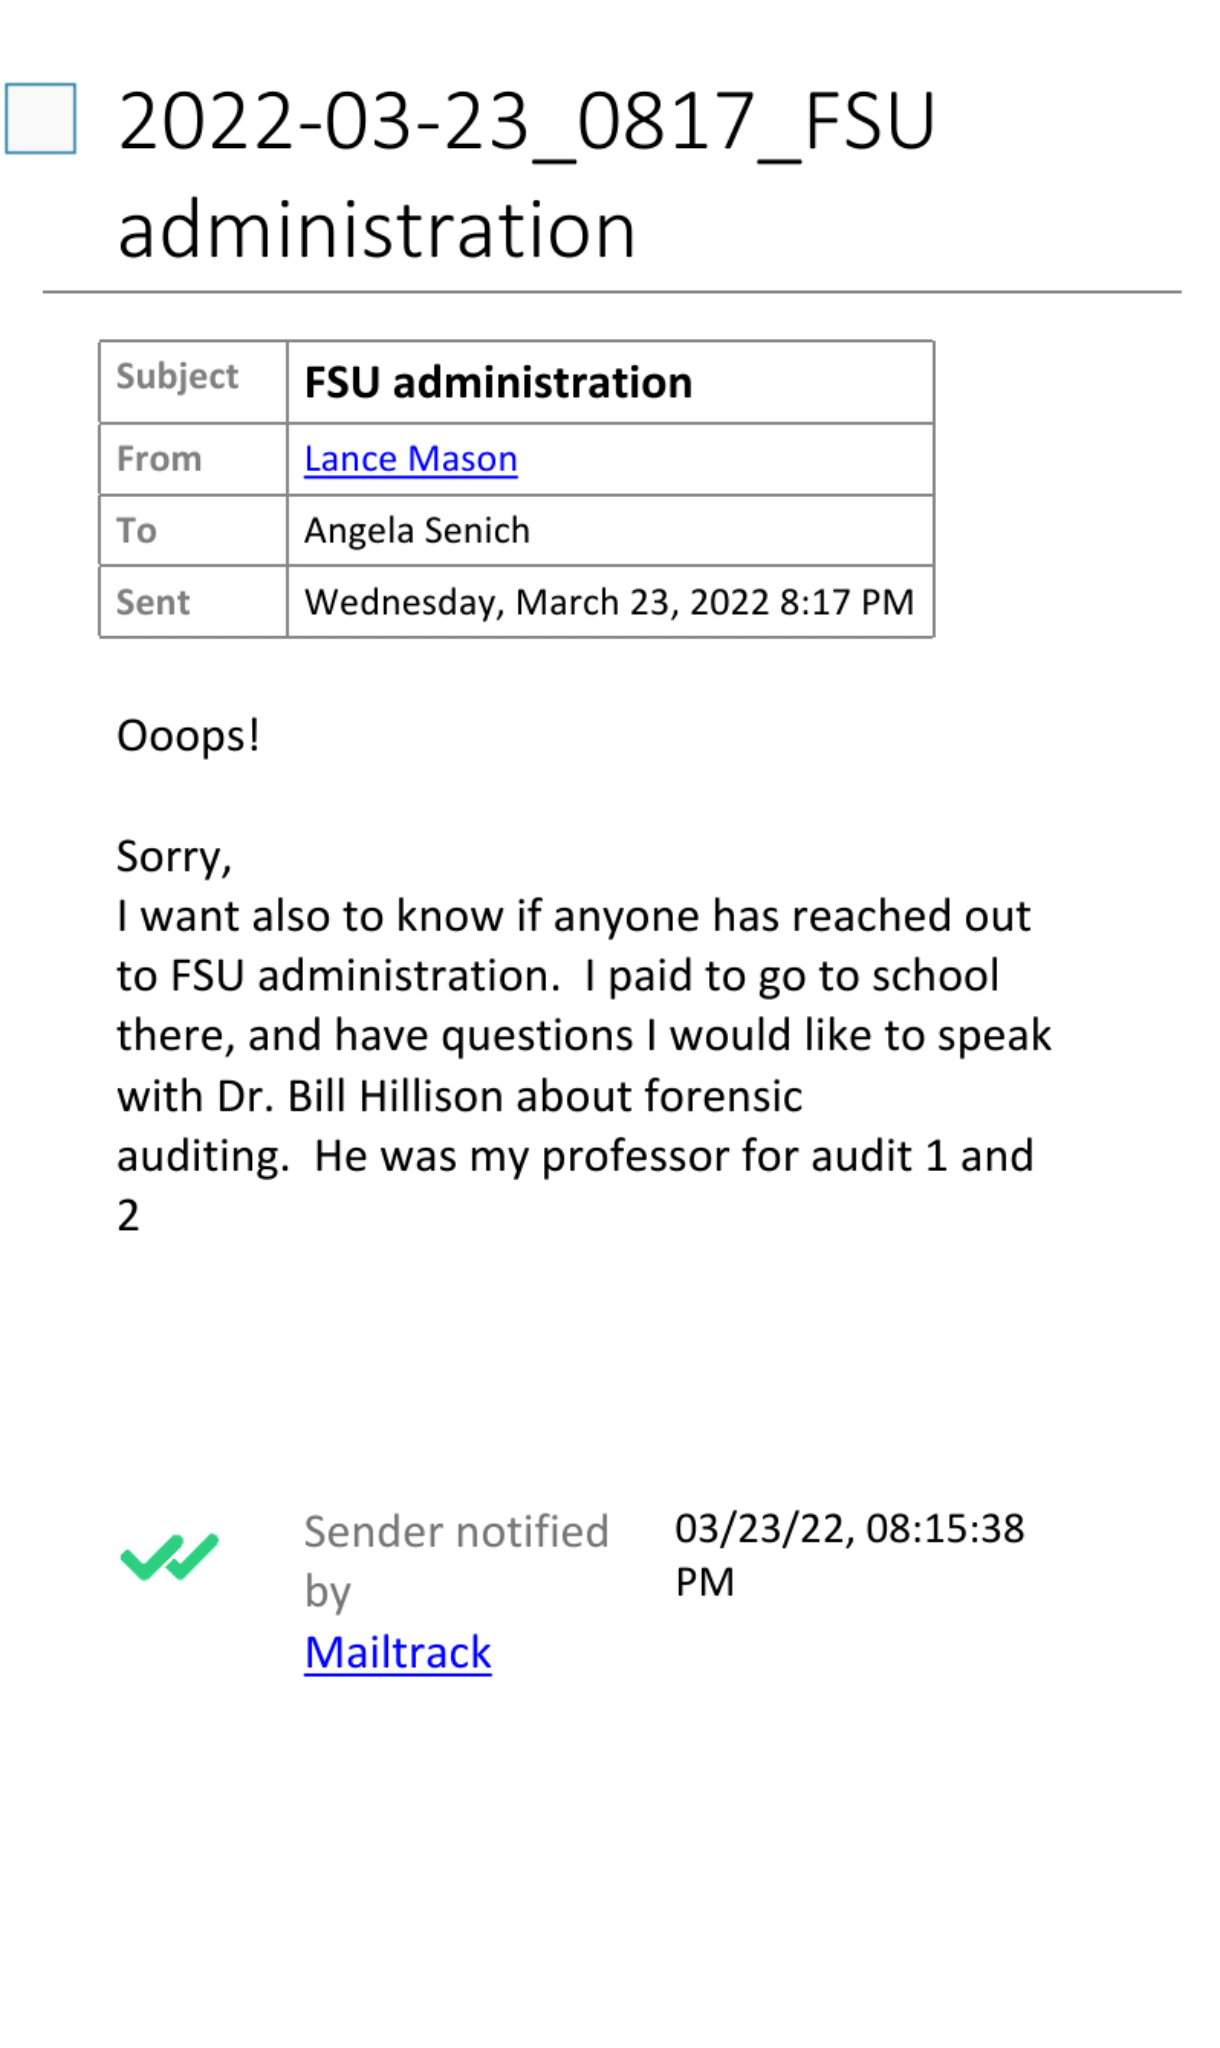 2022-03-23_0817_FSU
administration
Subject FSU administration
From Lance Mason
To Angela Senich
Sent Wednesday, March 23, 2022 8:17 PM
Ooops!
Sorry,
I want also to know if anyone has reached out
to FSU administration.  I paid to go to school
there, and have questions I would like to speak
with Dr. Bill Hillison about forensic
auditing.  He was my professor for audit 1 and
2
Sender notified
by
Mailtrack
03/23/22, 08:15:38
PM